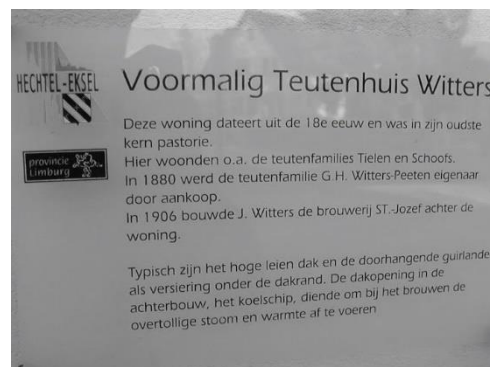 HECHTEL-EKSEL
provincie
Limburg
Voormalig Teutenhuis Witters
Deze woning dateert uit de 18e eeuw en was in zijn oudste
kern pastorie.
Hier woonden o.a. de teutenfamilies Tielen en Schoofs.
In 1880 werd de teutenfamilie G.H. Witters-Peeten eigenaar
door aankoop.
In 1906 bouwde J. Witters de brouwerij ST.-Jozef achter de
woning.
Typisch zijn het hoge leien dak en de doorhangende guirlande
als versiering onder de dakrand. De dakopening in de
achterbouw, het koelschip, diende om bij het brouwen de
overtollige stoom en warmte af te voeren